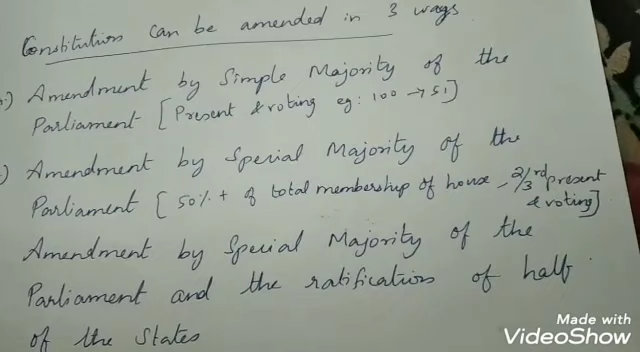 Constitution can be amended in 3 ways
.) Amendment by Simple Majority of the
Parliament [Present & voting eg: 100 → 51]
.) Amendment by Special Majority of the
Parliament [50% + of total membership of house, 2/3rd present
& voting]
Amendment by Special Majority of the
Parliament and the ratification of half
of the States
Made with
VideoShow